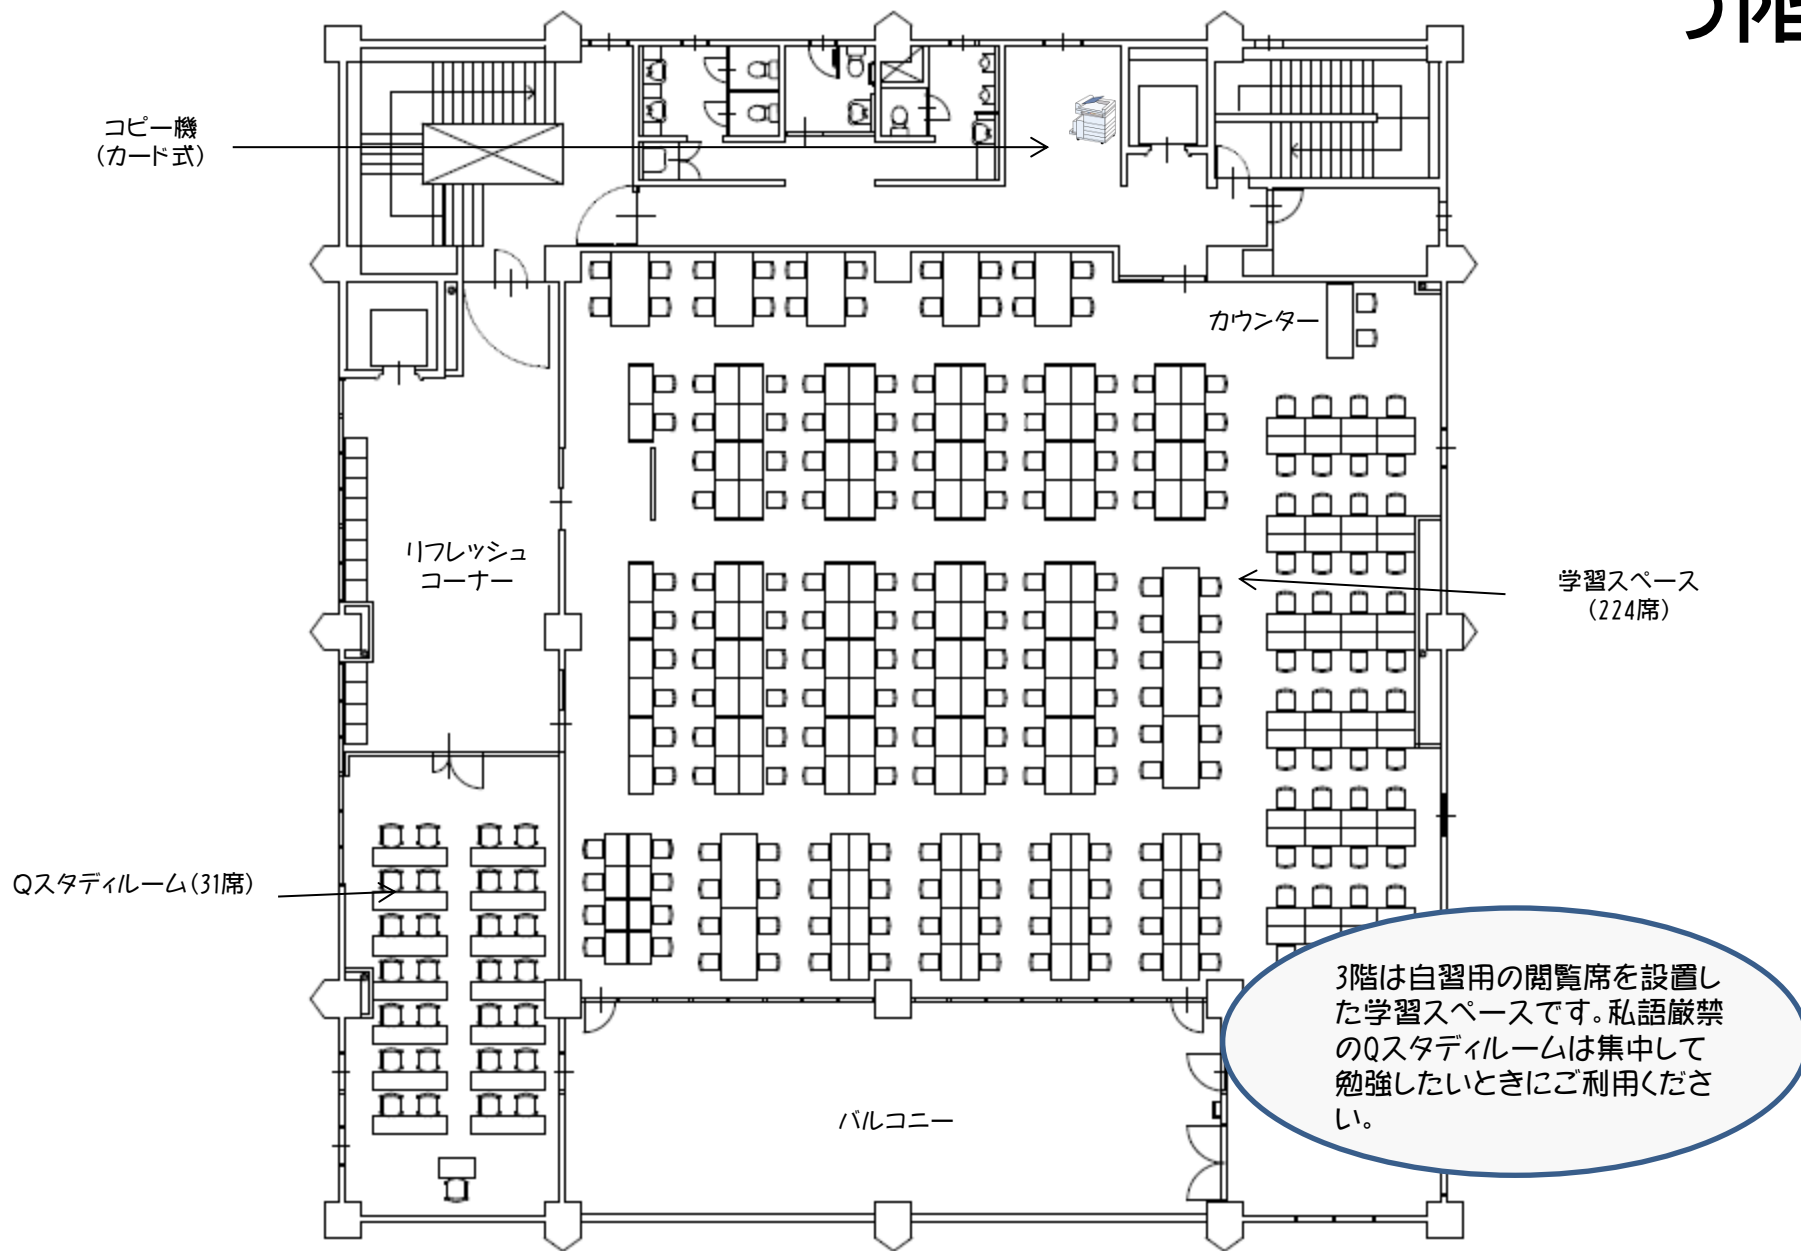 コピー機
(カード式)
カウンター
リフレッシュ
コーナー
学習スペース
(224席)
Qスタディルーム(31席)
3階は自習用の閲覧席を設置し
た学習スペースです。私語厳禁
のQスタディルームは集中して
勉強したいときにご利用くださ
い。
バルコニー